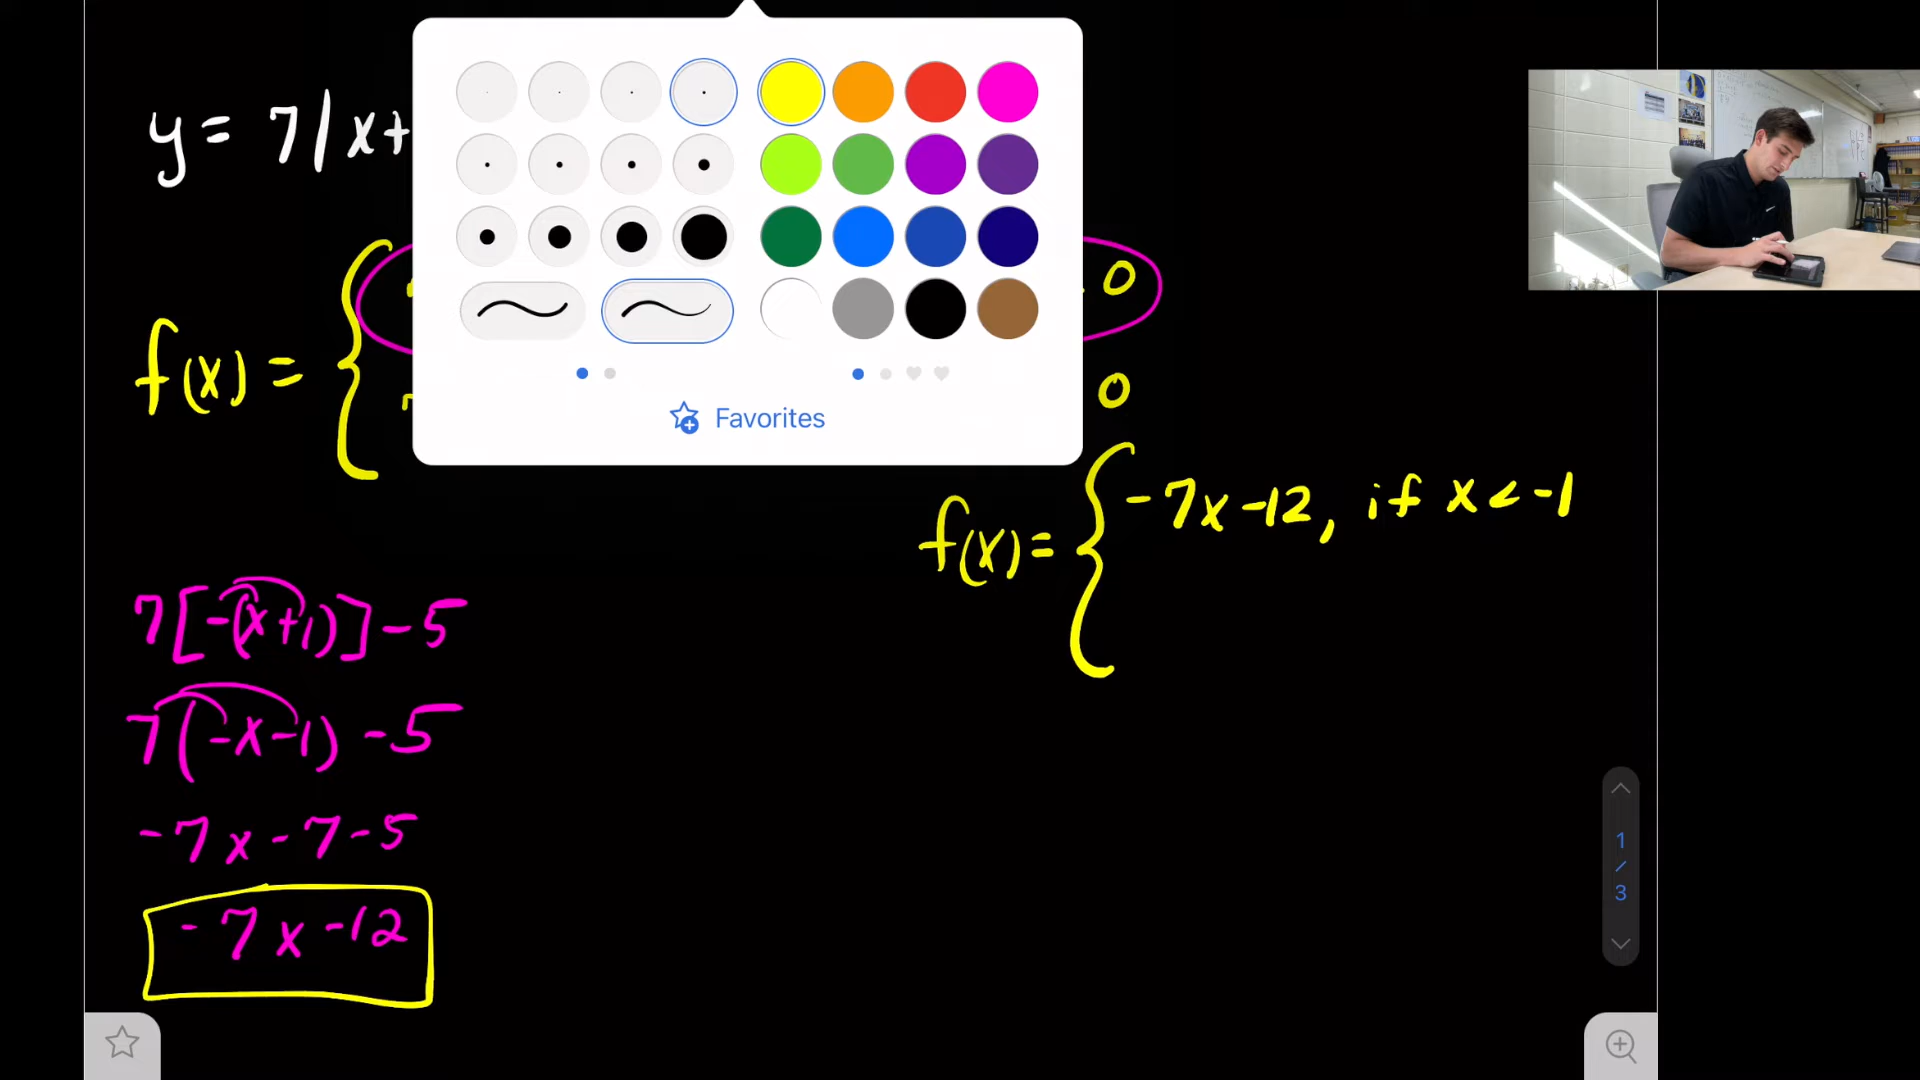 y = 7|x+
0
f(x) = {
0
Favorites
f(x) = { -7x -12, if x < -1
7[-(x+1)] - 5
7(-x-1) - 5
-7x - 7 - 5
-7x -12
1
/
3